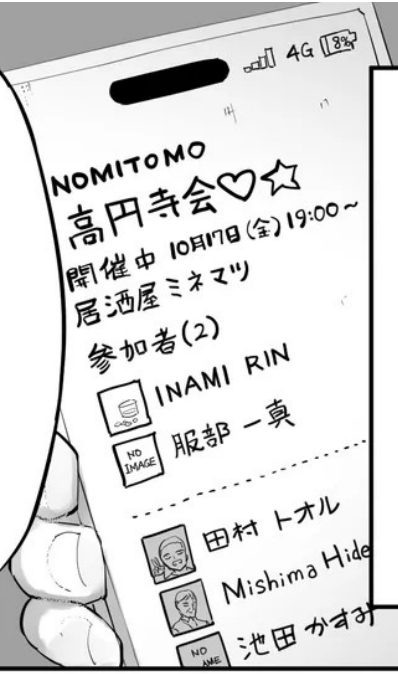 4G 8%
NOMITOMO
高円寺会♡☆
開催中 10月17日(金)19:00~
居酒屋ミネマツ
参加者(2)
INAMI RIN
NO IMAGE
服部 一真
田村 トオル
Mishima Hide
NO
池田 かすみ